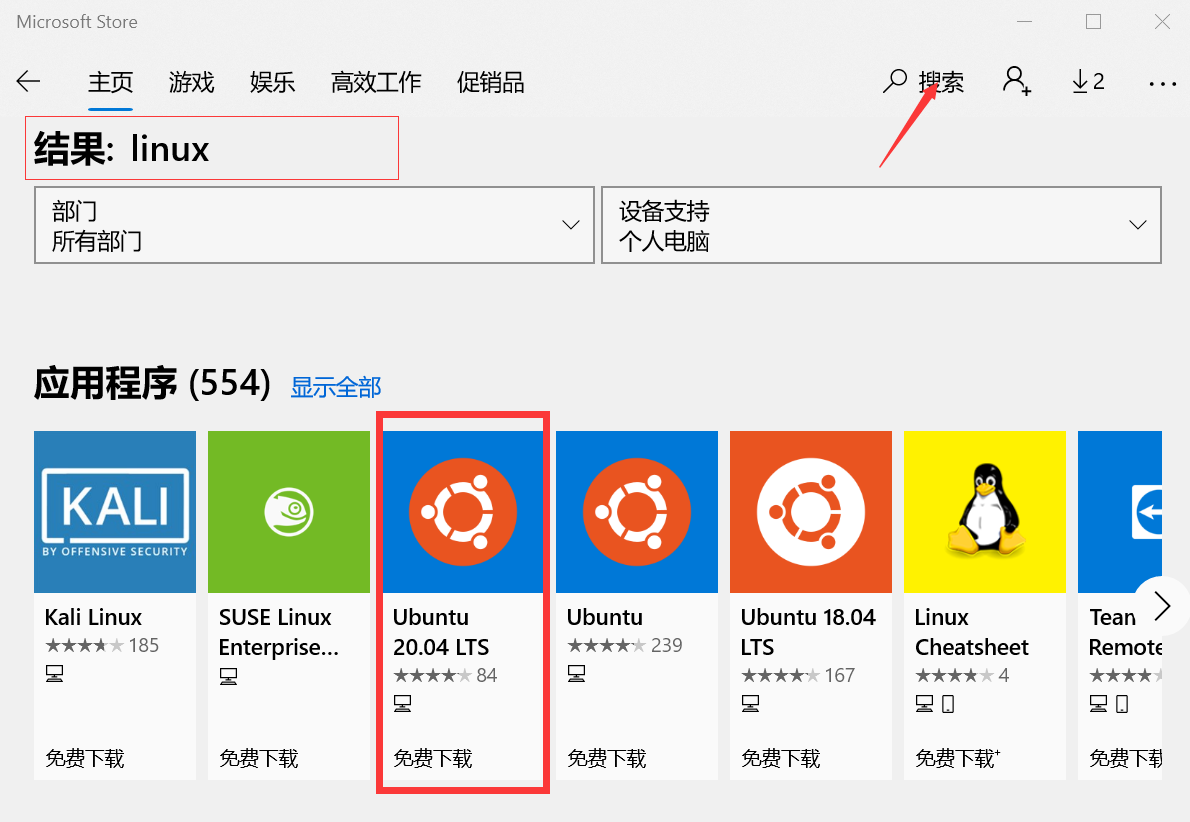 Microsoft Store
主页 游戏 娱乐 高效工作 促销品 搜索 2
结果: linux
部门
所有部门
设备支持
个人电脑
应用程序 (554) 显示全部
KALI
BY OFFENSIVE SECURITY
Kali Linux
185
免费下载
SUSE Linux
Enterprise...
免费下载
Ubuntu
20.04 LTS
84
免费下载
Ubuntu
239
免费下载
Ubuntu 18.04
LTS
167
免费下载
Linux
Cheatsheet
4
免费下载+
Remote
免费下载